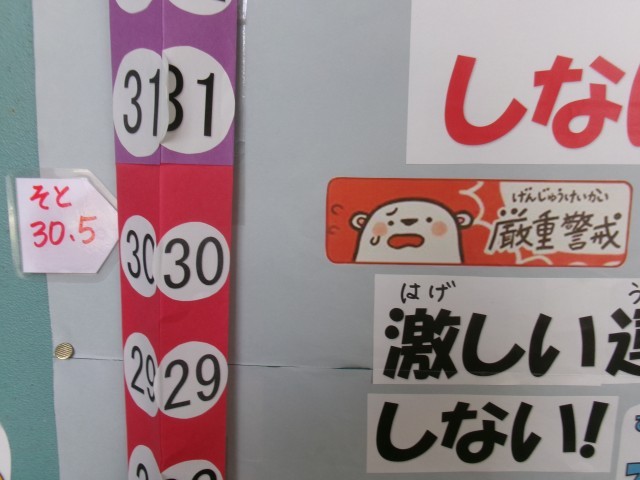 31 31
そと
30.5
30 30
29 29
しな
げんじゅうけいかい
厳重警戒
はげ
激しい
しない!